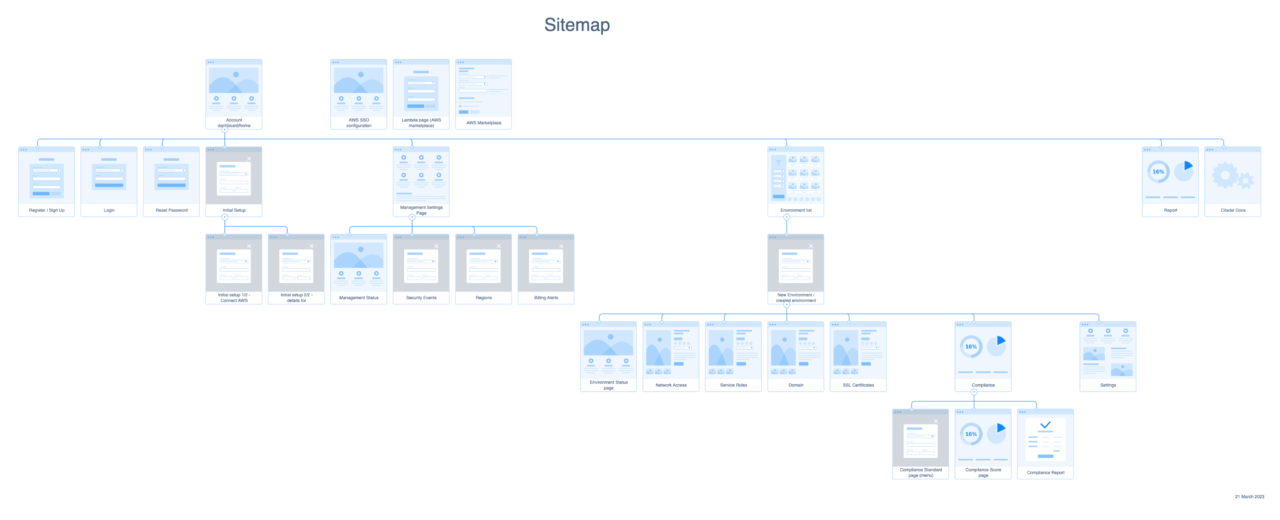 Sitemap
Account
dashboard/home
AWS SSO
configuration
Lambda page (AWS
marketplace)
AWS Marketplace
Register / Sign Up
Login
Reset Password
Initial Setup
Management Settings
Page
Environment list
16%
Report
Citadel Docs
Initial setup 1/2 -
Connect AWS
Initial setup 2/2 -
details for
Management Status
Security Events
Regions
Billing Alerts
New Environment /
created environment
Environment Status
page
Network Access
Service Roles
Domain
SSL Certificates
16%
Compliance
Settings
Compliance Standard
page (menu)
16%
Compliance Score
page
Compliance Report
21 March 2023